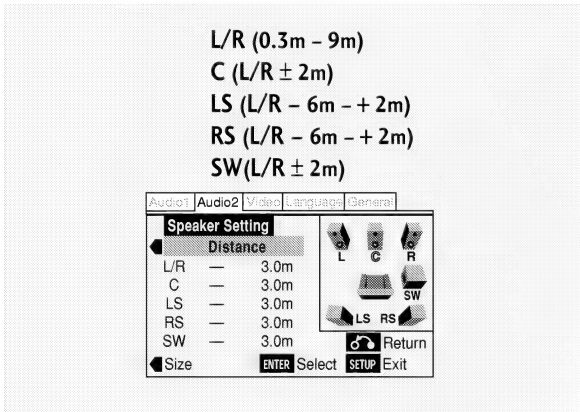 L/R (0.3m – 9m)
C (L/R ± 2m)
LS (L/R – 6m – + 2m)
RS (L/R – 6m – + 2m)
SW(L/R ± 2m)
Audio1 Audio2 Video Language General
Speaker Setting
Distance
L/R — 3.0m
C — 3.0m
LS — 3.0m
RS — 3.0m
SW — 3.0m
Size
L C R
SW
LS RS
Return
ENTER Select SETUP Exit